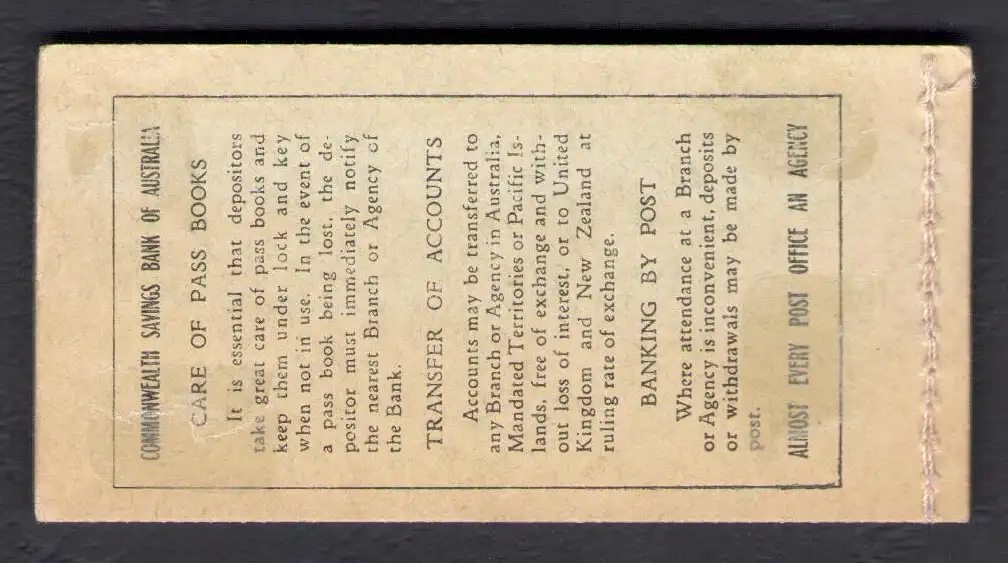 COMMONWEALTH SAVINGS BANK OF AUSTRALIA
CARE OF PASS BOOKS
It is essential that depositors
take great care of pass books and
keep them under lock and key
when not in use. In the event of
a pass book being lost, the de-
positor must immediately notify
the nearest Branch or Agency of
the Bank.
TRANSFER OF ACCOUNTS
Accounts may be transferred to
any Branch or Agency in Australia,
Mandated Territories or Pacific Is-
lands, free of exchange and with-
out loss of interest, or to United
Kingdom and New Zealand at
ruling rate of exchange.
BANKING BY POST
Where attendance at a Branch
or Agency is inconvenient, deposits
or withdrawals may be made by
post.
ALMOST EVERY POST OFFICE AN AGENCY